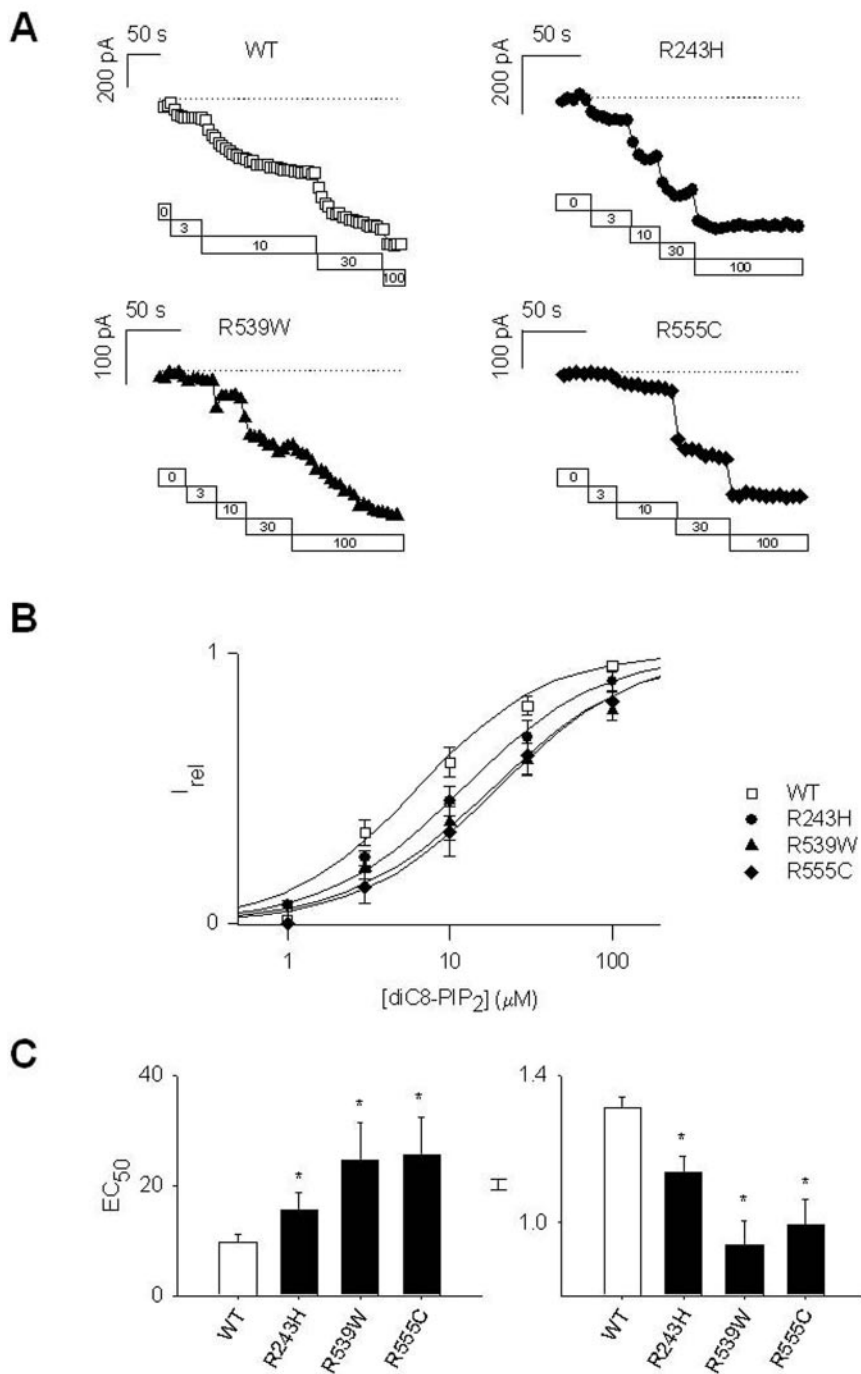 A
50 s
200 pA
WT
0
3
10
30
100
50 s
200 pA
R243H
0
3
10
30
100
50 s
100 pA
R539W
0
3
10
30
100
50 s
100 pA
R555C
0
3
10
30
100
B
1
0
I_rel
1
10
100
[diC8-PIP₂] (μM)
WT
R243H
R539W
R555C
C
40
20
0
EC₅₀
*
*
*
WT
R243H
R539W
R555C
1.4
1.0
H
*
*
*
WT
R243H
R539W
R555C